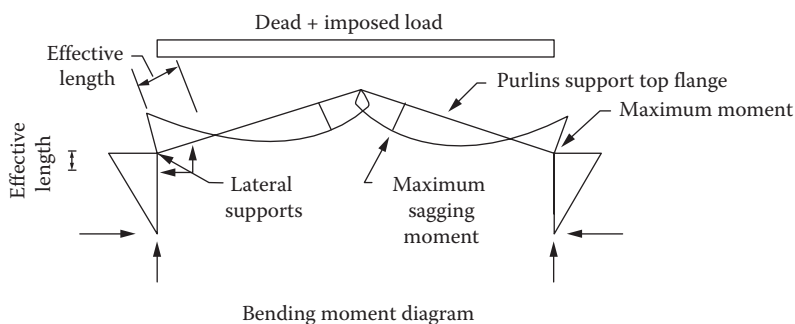 Dead + imposed load
Effective
length
Purlins support top flange
Maximum moment
Effective
length
Lateral
supports
Maximum
sagging
moment
Bending moment diagram